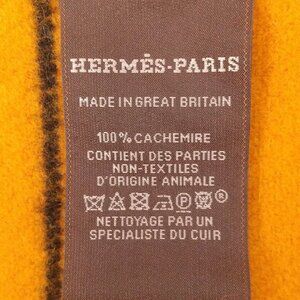 HERMÈS-PARIS
MADE IN GREAT BRITAIN
100% CACHEMIRE
CONTIENT DES PARTIES
NON-TEXTILES
D'ORIGINE ANIMALE
P ®
NETTOYAGE PAR UN
SPECIALISTE DU CUIR